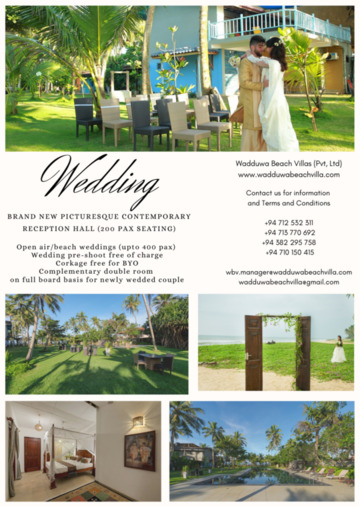 Wedding
BRAND NEW PICTURESQUE CONTEMPORARY
RECEPTION HALL (200 PAX SEATING)
Open air/beach weddings (upto 400 pax)
Wedding pre-shoot free of charge
Corkage free for BYO
Complementary double room
on full board basis for newly wedded couple
Wadduwa Beach Villas (Pvt, Ltd)
www.wadduwabeachvilla.com
Contact us for information
and Terms and Conditions
+94 712 532 311
+94 713 770 692
+94 382 295 758
+94 710 150 415
wbv.manager@wadduwabeachvilla.com
wadduwabeachvilla@gmail.com